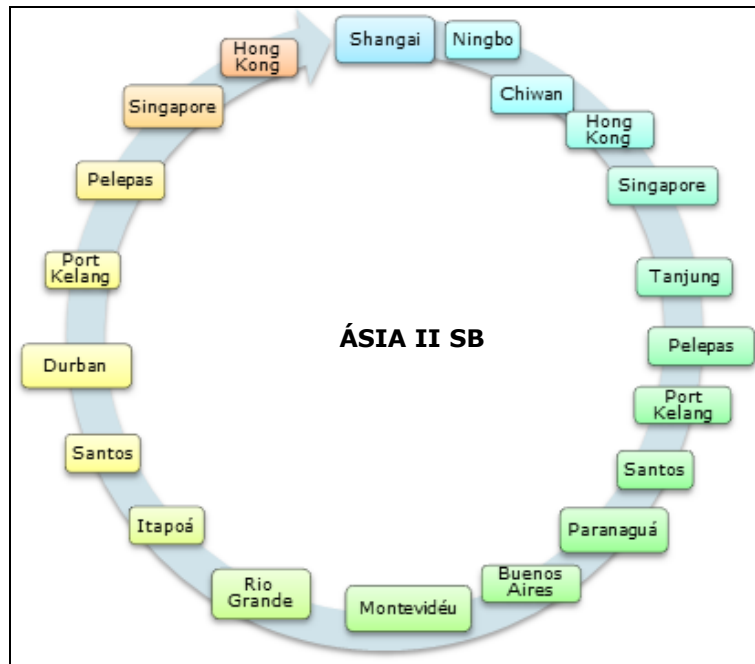 Shangai
Ningbo
Chiwan
Hong
Kong
Singapore
Tanjung
Pelepas
Port
Kelang
Santos
Paranaguá
Buenos
Aires
Montevidéu
Rio
Grande
Itapoá
Santos
Durban
Port
Kelang
Pelepas
Singapore
Hong
Kong
ÁSIA II SB